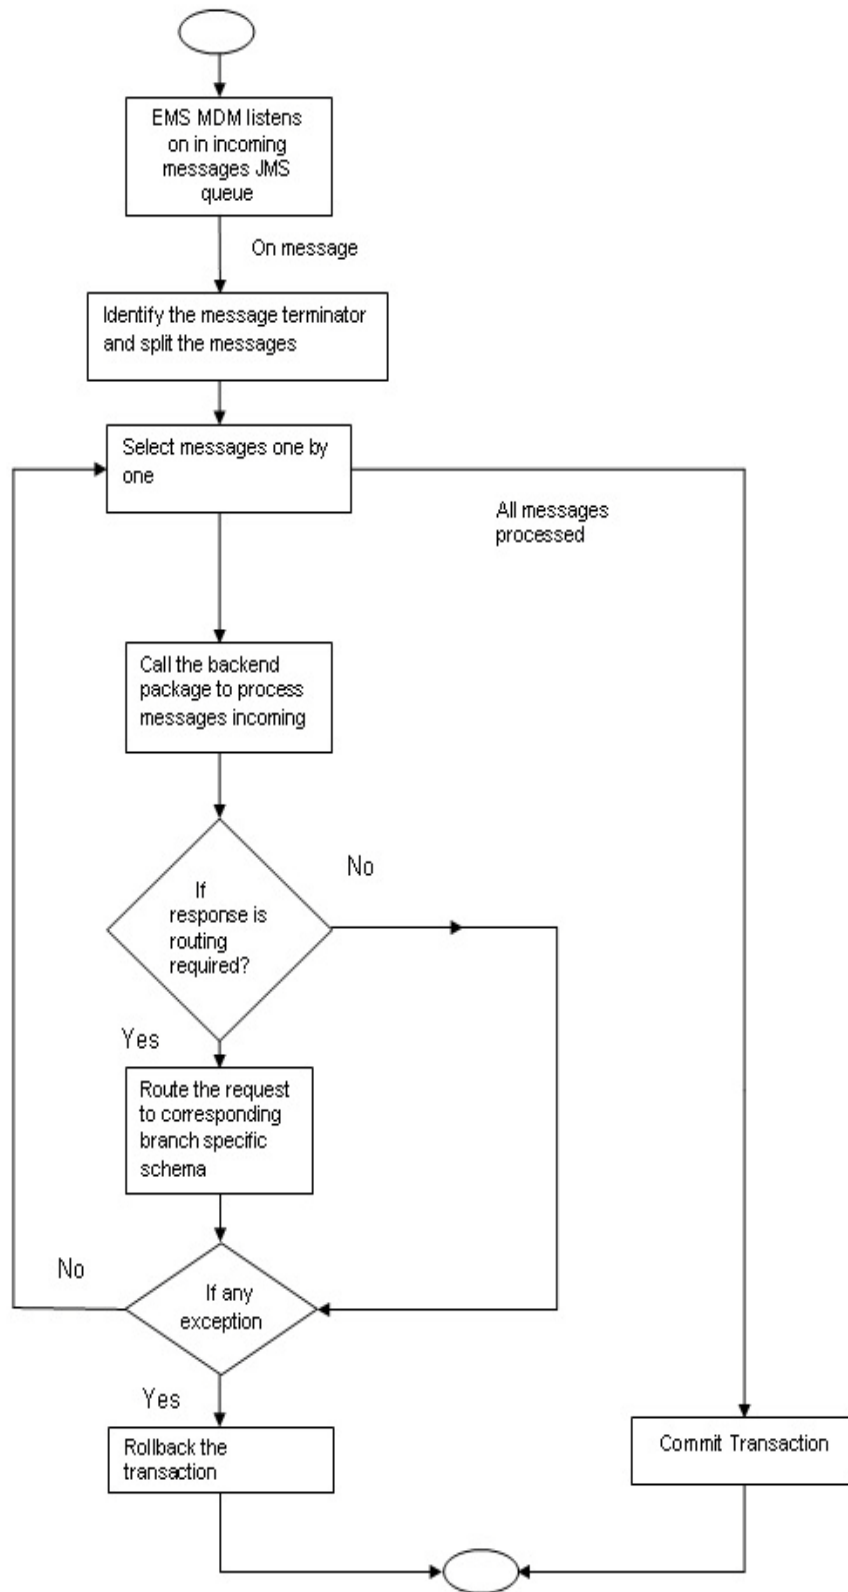 EMS MDM listens
on in incoming
messages JMS
queue
On message
Identify the message terminator
and split the messages
Select messages one by
one
All messages
processed
Call the backend
package to process
messages incoming
No
If
response is
routing
required?
Yes
Route the request
to corresponding
branch specific
schema
No
If any
exception
Yes
Rollback the
transaction
Commit Transaction